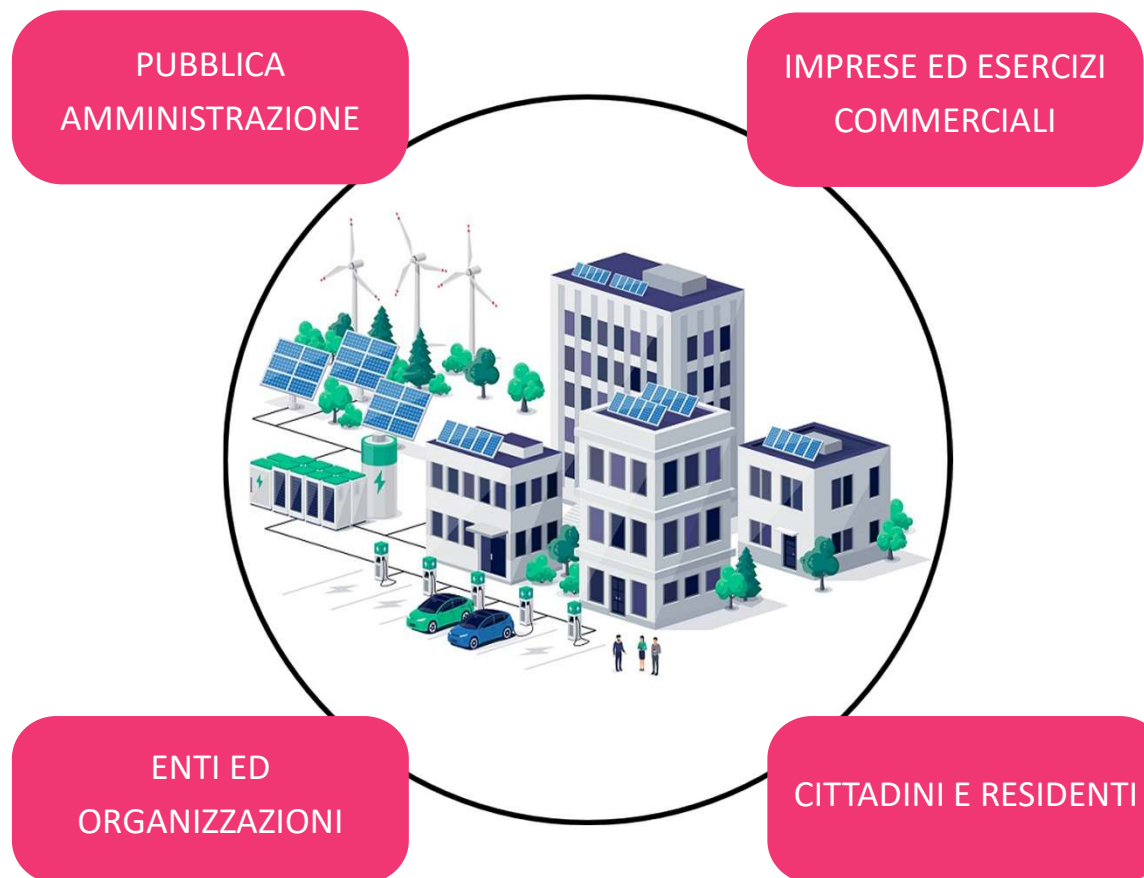 PUBBLICA
AMMINISTRAZIONE
IMPRESE ED ESERCIZI
COMMERCIALI
ENTI ED
ORGANIZZAZIONI
CITTADINI E RESIDENTI